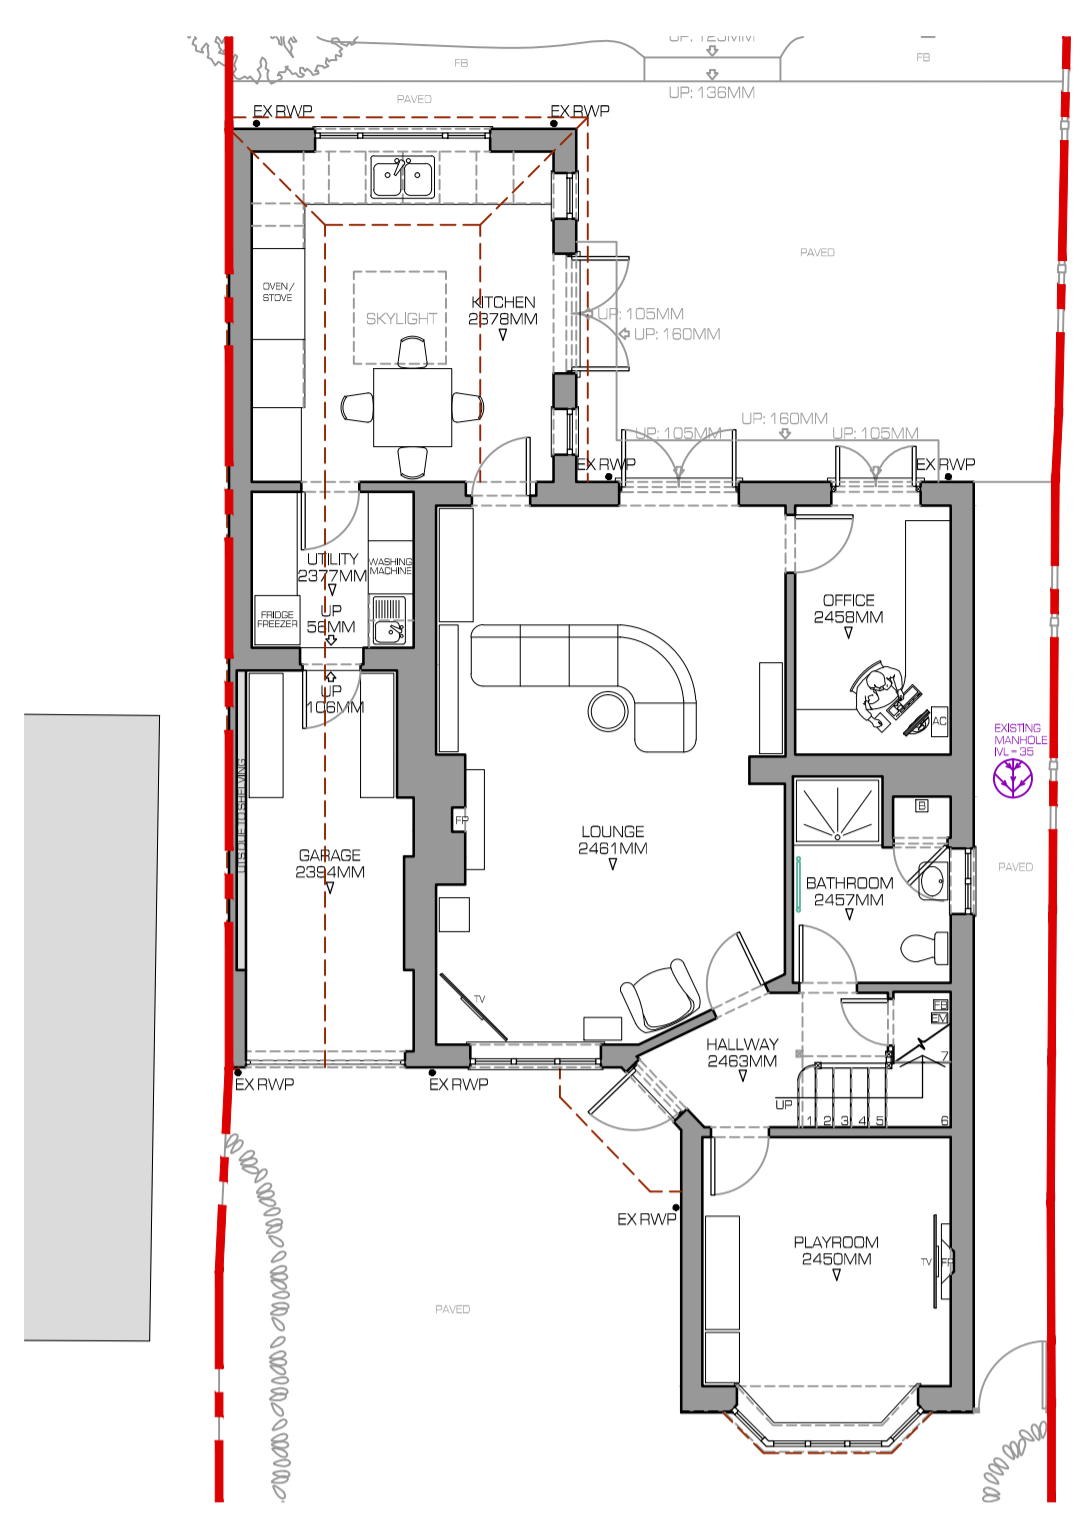 UP: 123MM
FB
FB
UP: 136MM
PAVED
EX RWP
EX RWP
PAVED
OVEN/
STOVE
SKYLIGHT
KITCHEN
2378MM
UP: 105MM
UP: 160MM
UP: 160MM
UP: 105MM
UP: 105MM
EX RWP
EX RWP
UTILITY
2377MM
WASHING
MACHINE
FRIDGE
FREEZER
UP
56MM
OFFICE
2458MM
UP
106MM
AC
EXISTING
MANHOLE
IVL - 35
B
FP
LOUNGE
2461MM
GARAGE
2394MM
PAVED
BATHROOM
2457MM
TV
FB
EM
HALLWAY
2463MM
7
EX RWP
EX RWP
UP
1 2 3 4 5
6
EX RWP
PLAYROOM
2450MM
TV
FP
PAVED